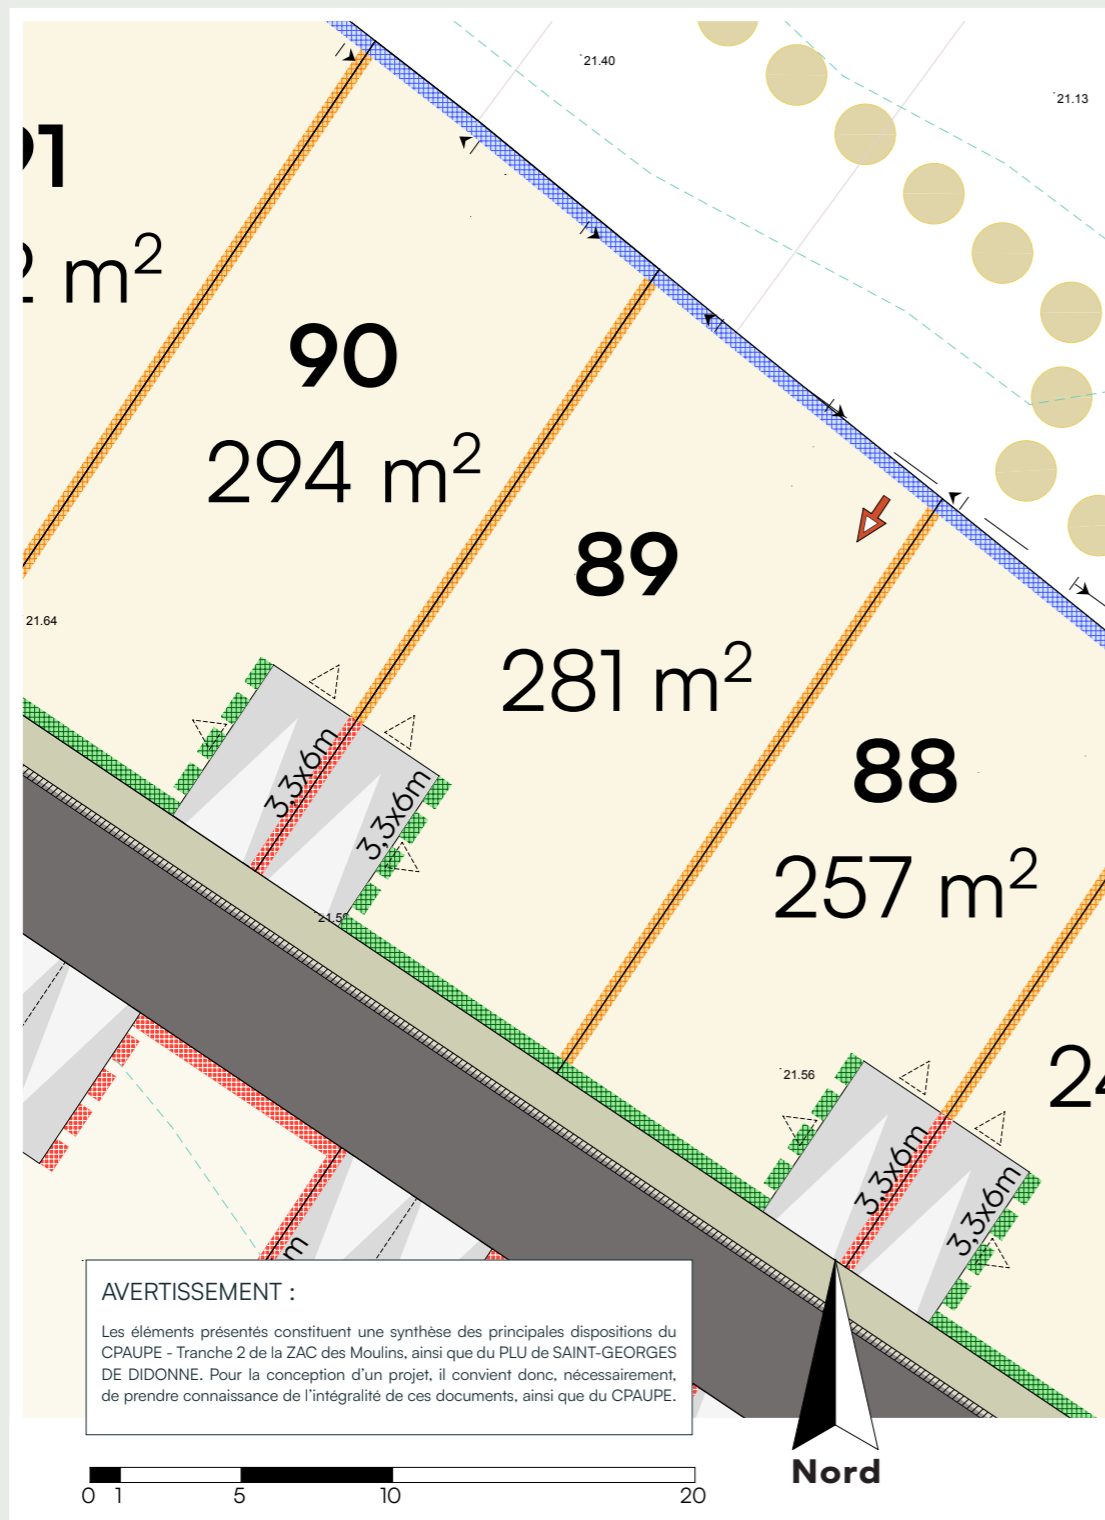 21.40
21.13
91
2 m²
90
294 m²
89
281 m²
21.64
88
257 m²
3,3x6m
3,3x6m
21.56
24
3,3x6m
3,3x6m
m
AVERTISSEMENT :
Les éléments présentés constituent une synthèse des principales dispositions du
CPAUPE - Tranche 2 de la ZAC des Moulins, ainsi que du PLU de SAINT-GEORGES
DE DIDONNE. Pour la conception d'un projet, il convient donc, nécessairement,
de prendre connaissance de l'intégralité de ces documents, ainsi que du CPAUPE.
Nord
0 1 5 10 20